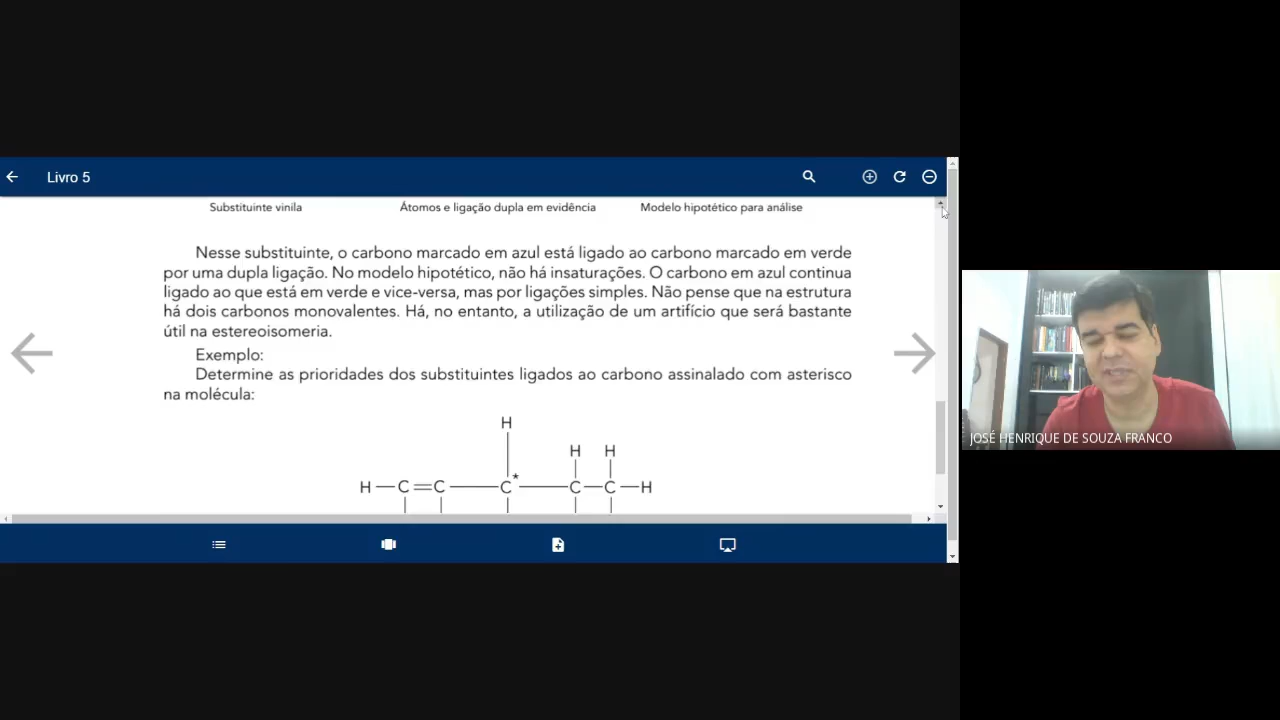 Livro 5
Substituinte vinila Átomos e ligação dupla em evidência Modelo hipotético para análise
Nesse substituinte, o carbono marcado em azul está ligado ao carbono marcado em verde
por uma dupla ligação. No modelo hipotético, não há insaturações. O carbono em azul continua
ligado ao que está em verde e vice-versa, mas por ligações simples. Não pense que na estrutura
há dois carbonos monovalentes. Há, no entanto, a utilização de um artifício que será bastante
útil na estereoisomeria.
Exemplo:
Determine as prioridades dos substituintes ligados ao carbono assinalado com asterisco
na molécula:
H
H H
H—C=C—C*—C—C—H
JOSÉ HENRIQUE DE SOUZA FRANCO